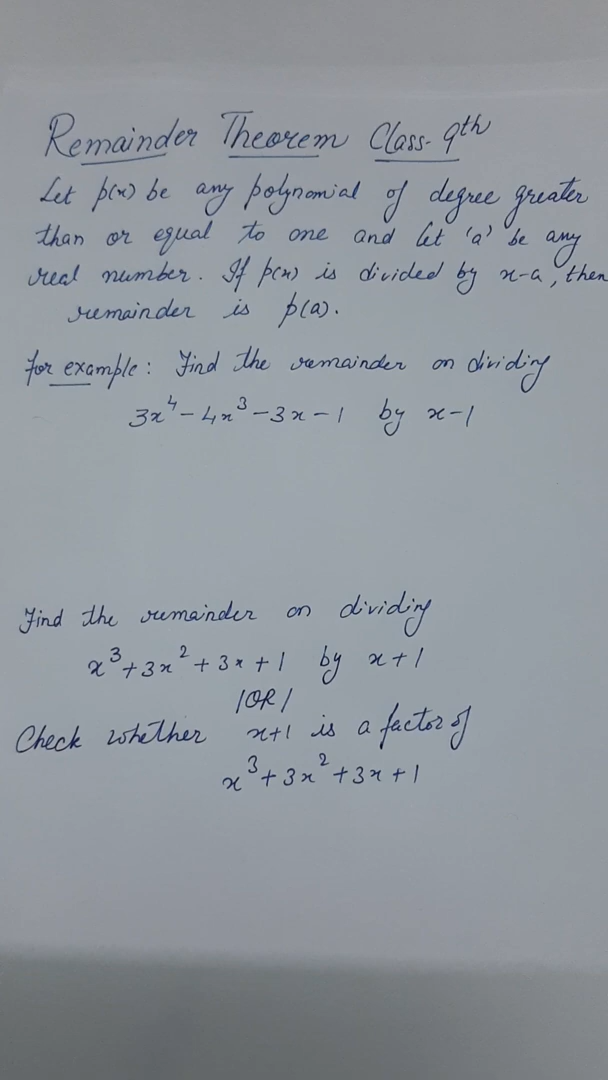 Remainder Theorem Class-9th
Let p(x) be any polynomial of degree greater
than or equal to one and let 'a' be any
real number. If p(x) is divided by x-a, then
remainder is p(a).
for example: Find the remainder on dividing
3x⁴-4x³-3x-1 by x-1
Find the remainder on dividing
x³+3x²+3x+1 by x+1
/OR/
Check whether x+1 is a factor of
x³+3x²+3x+1